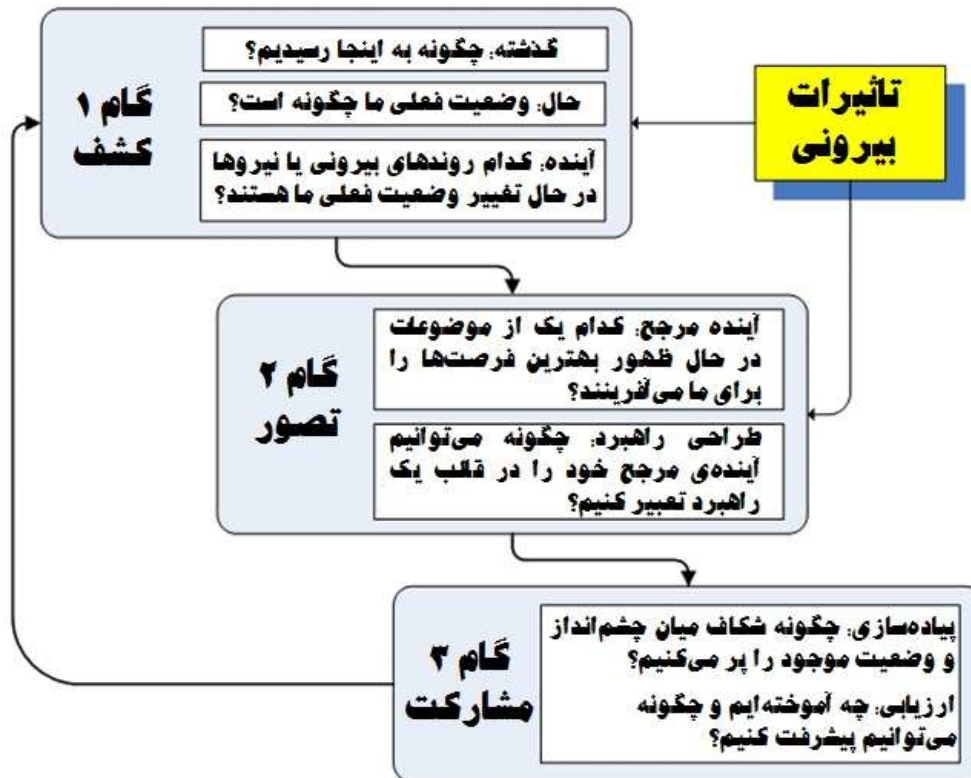 گذشته: چگونه به اینجا رسیدیم؟
حال: وضعیت فعلی ما چگونه است؟
آینده: کدام روندهای بیرونی یا نیروها
در حال تغییر وضعیت فعلی ما هستند؟
گام ۱
کشف
تاثیرات
بیرونی
آینده مرجع: کدام یک از موضوعات
در حال ظهور بهترین فرصت‌ها را
برای ما می‌آفرینند؟
طراحی راهبرد: چگونه می‌توانیم
آینده‌ی مرجع خود را در قالب یک
راهبرد تعبیر کنیم؟
گام ۲
تصور
پیاده‌سازی: چگونه شکاف میان چشم‌انداز
و وضعیت موجود را پر می‌کنیم؟
ارزیابی: چه آموخته‌ایم و چگونه
می‌توانیم پیشرفت کنیم؟
گام ۳
مشارکت